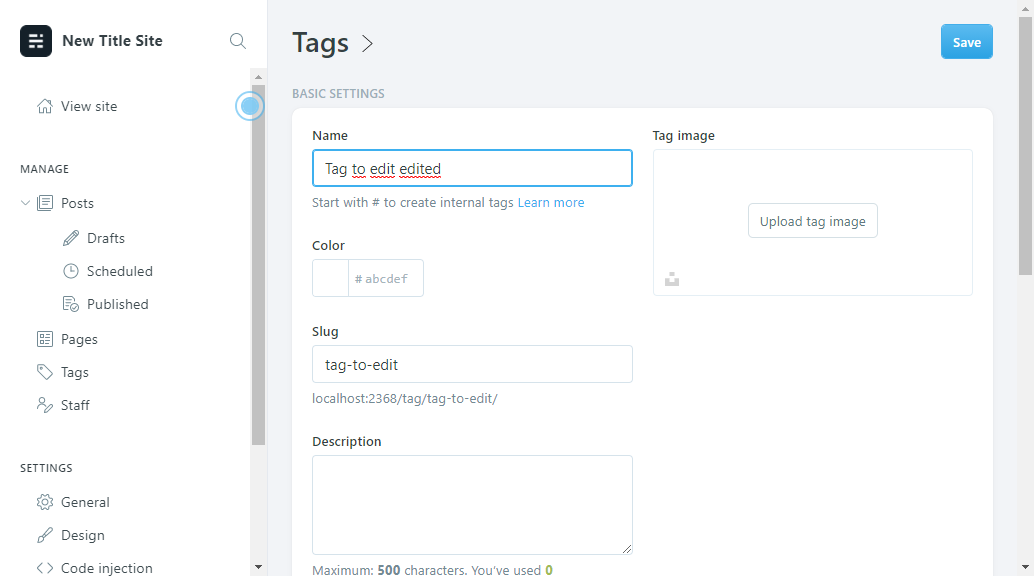 New Title Site
View site
MANAGE
Posts
Drafts
Scheduled
Published
Pages
Tags
Staff
SETTINGS
General
Design
Code injection
Tags
Save
BASIC SETTINGS
Name
Tag to edit edited
Start with # to create internal tags Learn more
Color
# abcdef
Slug
tag-to-edit
localhost:2368/tag/tag-to-edit/
Description
Maximum: 500 characters. You've used 0
Tag image
Upload tag image